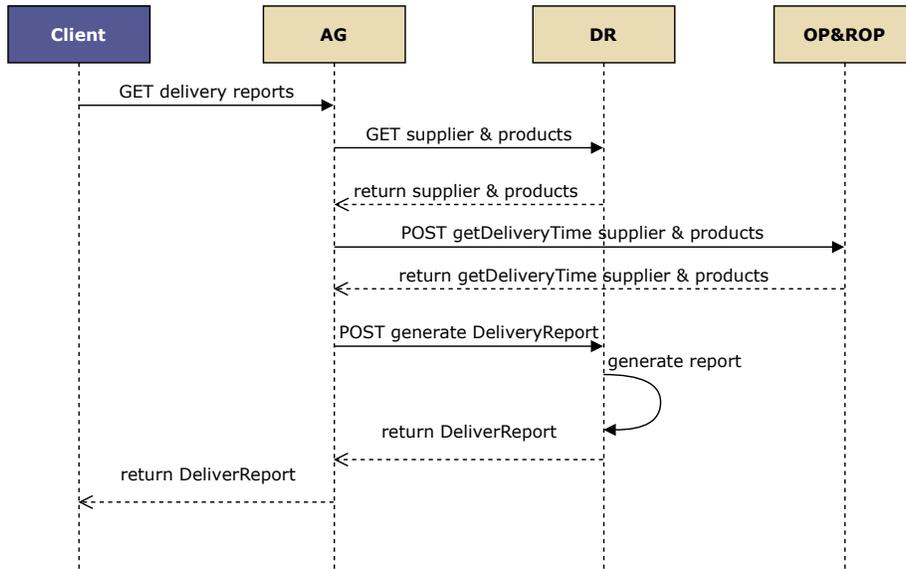 Client
AG
DR
OP&ROP
GET delivery reports
GET supplier & products
return supplier & products
POST getDeliveryTime supplier & products
return getDeliveryTime supplier & products
POST generate DeliveryReport
generate report
return DeliverReport
return DeliverReport